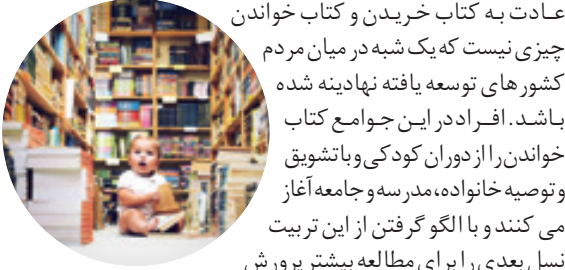 عادت به کتاب خریدن و کتاب خواندن
چیزی نیست که یک شبه در میان مردم
کشورهای توسعه یافته نهادینه شده
باشد. افراد در این جوامع کتاب
خواندن را از دوران کودکی و با تشویق
و توصیه خانواده، مدرسه و جامعه آغاز
می کنند و با الگو گرفتن از این تربیت
نسل بعدی را برای مطالعه بیشتر پرورش